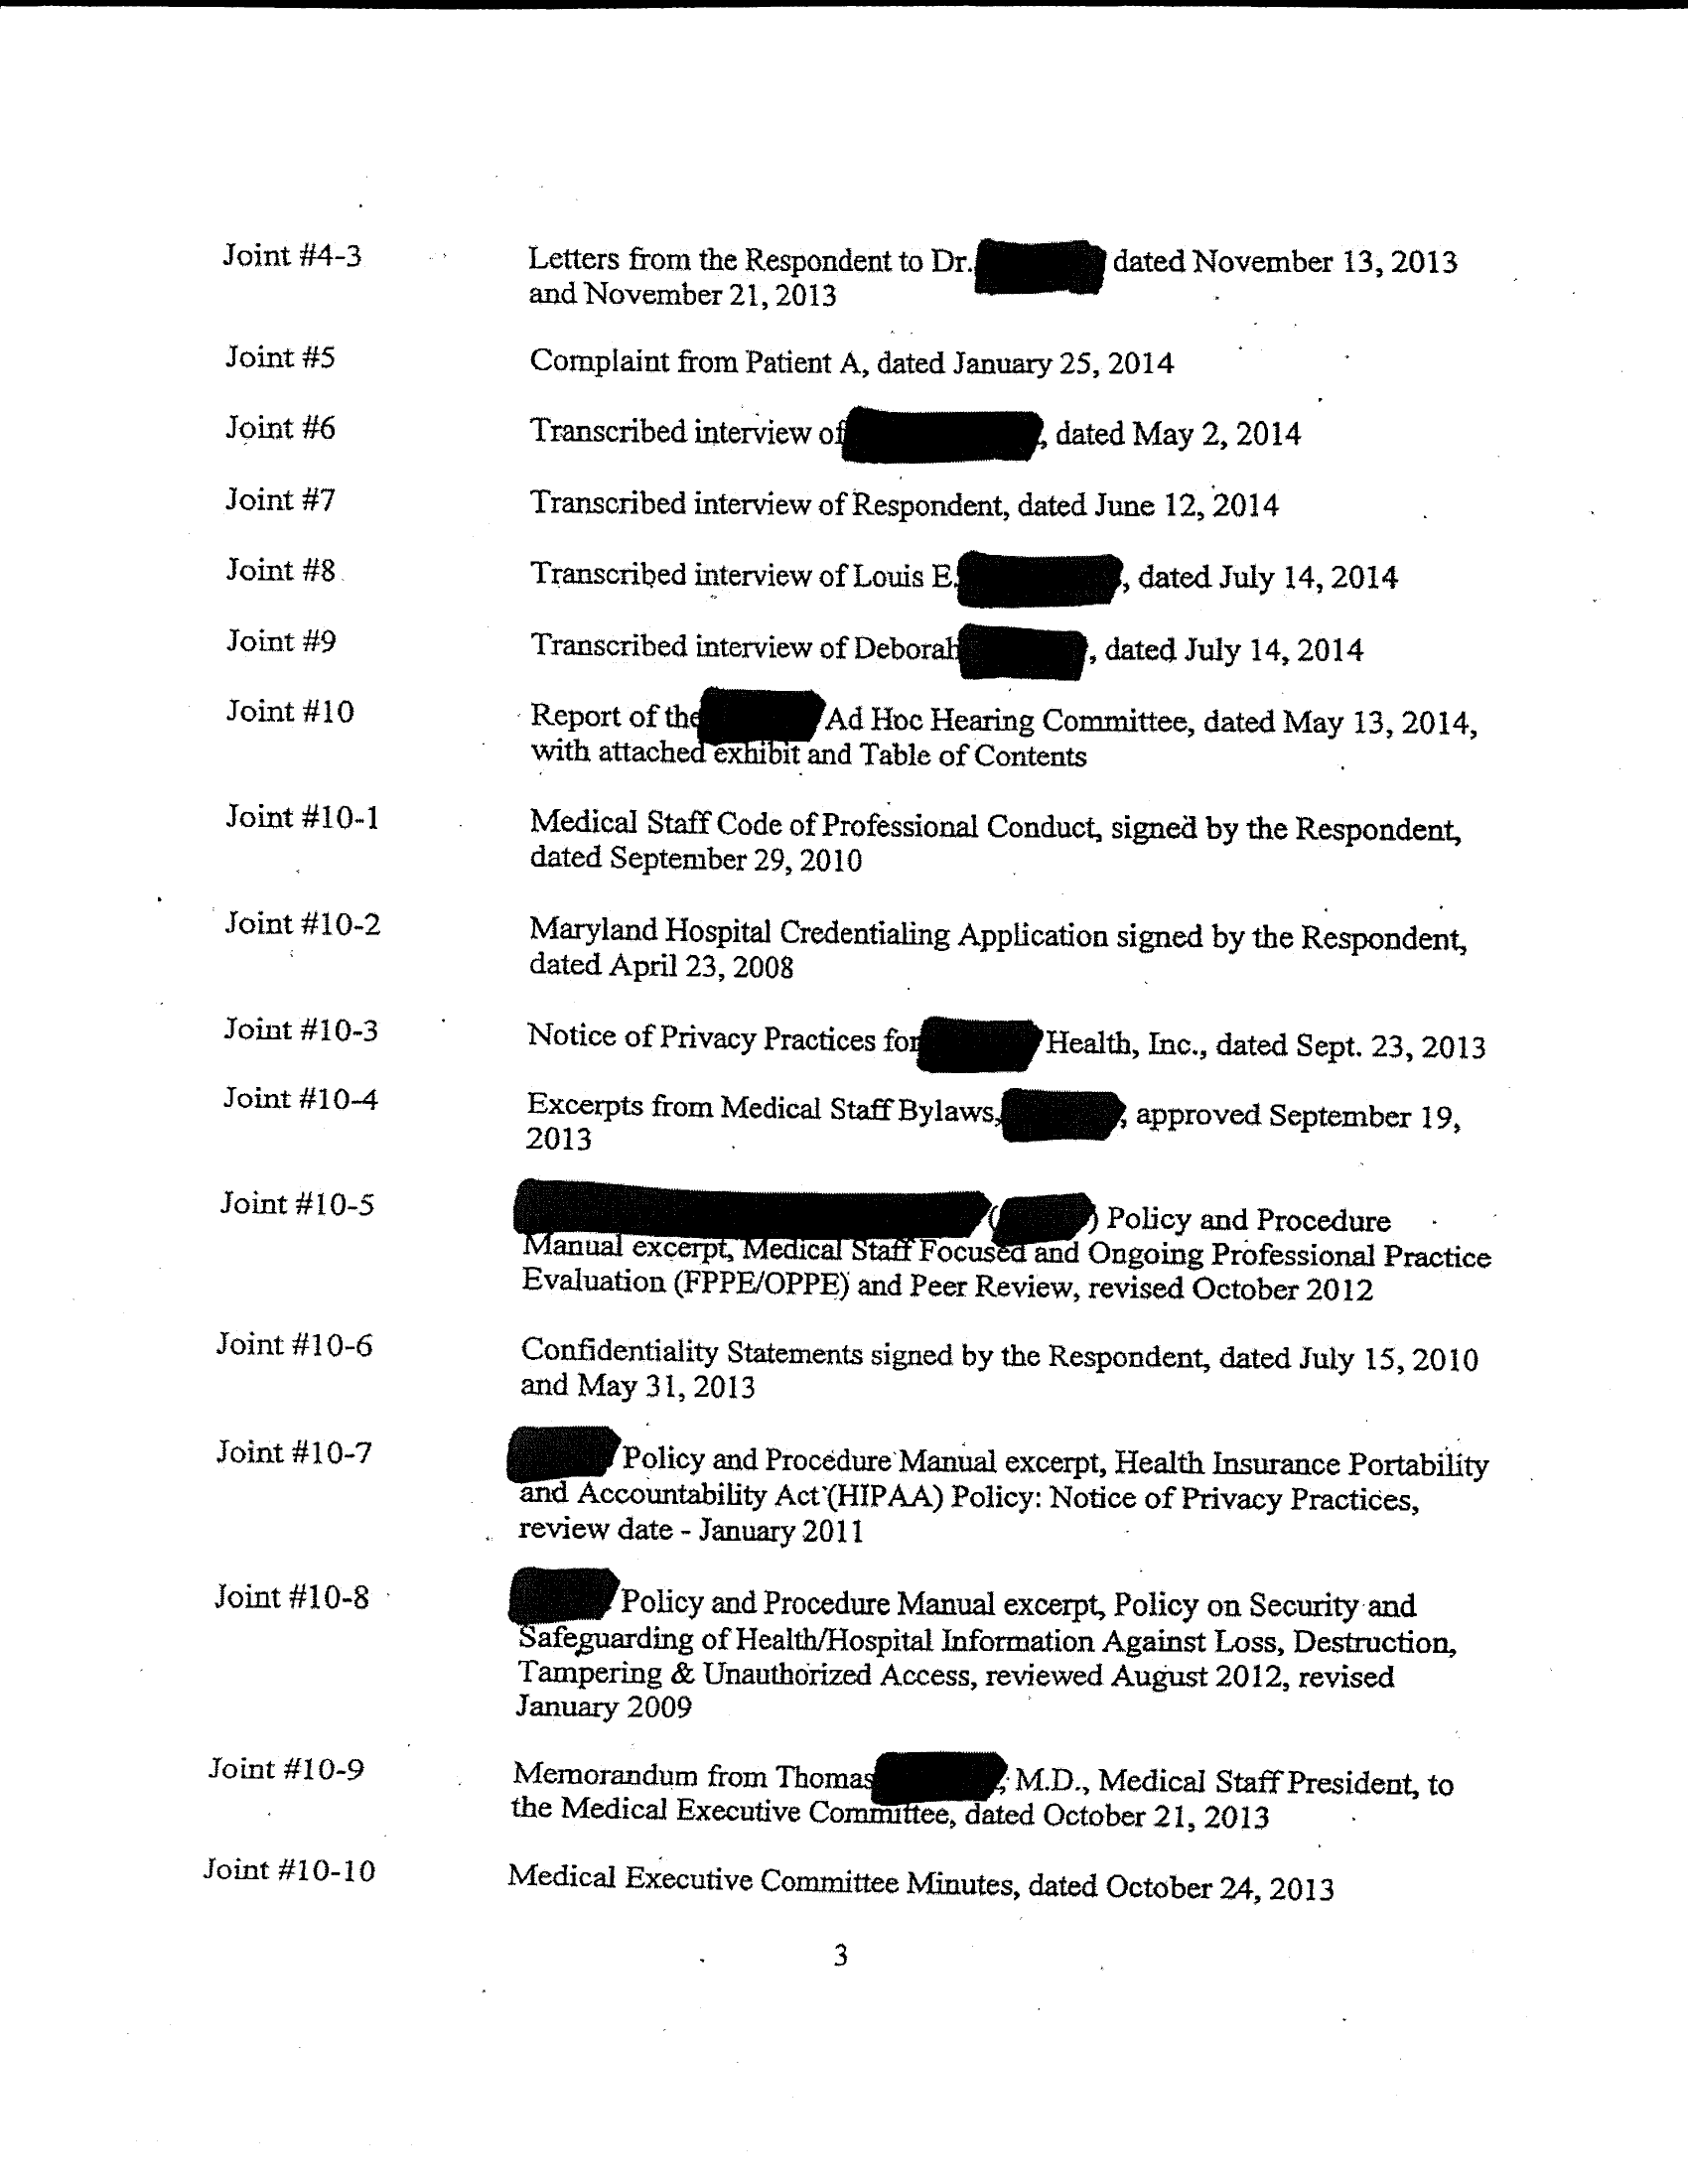 Joint #4-3 Letters from the Respondent to Dr. dated November 13, 2013
and November 21, 2013
Joint #5 Complaint from Patient A, dated January 25, 2014
Joint #6 Transcribed interview of , dated May 2, 2014
Joint #7 Transcribed interview of Respondent, dated June 12, 2014
Joint #8 Transcribed interview of Louis E. , dated July 14, 2014
Joint #9 Transcribed interview of Deborah , dated July 14, 2014
Joint #10 Report of the Ad Hoc Hearing Committee, dated May 13, 2014,
with attached exhibit and Table of Contents
Joint #10-1 Medical Staff Code of Professional Conduct, signed by the Respondent,
dated September 29, 2010
Joint #10-2 Maryland Hospital Credentialing Application signed by the Respondent,
dated April 23, 2008
Joint #10-3 Notice of Privacy Practices for Health, Inc., dated Sept. 23, 2013
Joint #10-4 Excerpts from Medical Staff Bylaws, , approved September 19,
2013
Joint #10-5 ( ) Policy and Procedure
Manual excerpt, Medical Staff Focused and Ongoing Professional Practice
Evaluation (FPPE/OPPE) and Peer Review, revised October 2012
Joint #10-6 Confidentiality Statements signed by the Respondent, dated July 15, 2010
and May 31, 2013
Joint #10-7 Policy and Procedure Manual excerpt, Health Insurance Portability
and Accountability Act (HIPAA) Policy: Notice of Privacy Practices,
review date - January 2011
Joint #10-8 Policy and Procedure Manual excerpt, Policy on Security and
Safeguarding of Health/Hospital Information Against Loss, Destruction,
Tampering & Unauthorized Access, reviewed August 2012, revised
January 2009
Joint #10-9 Memorandum from Thomas , M.D., Medical Staff President, to
the Medical Executive Committee, dated October 21, 2013
Joint #10-10 Medical Executive Committee Minutes, dated October 24, 2013
3